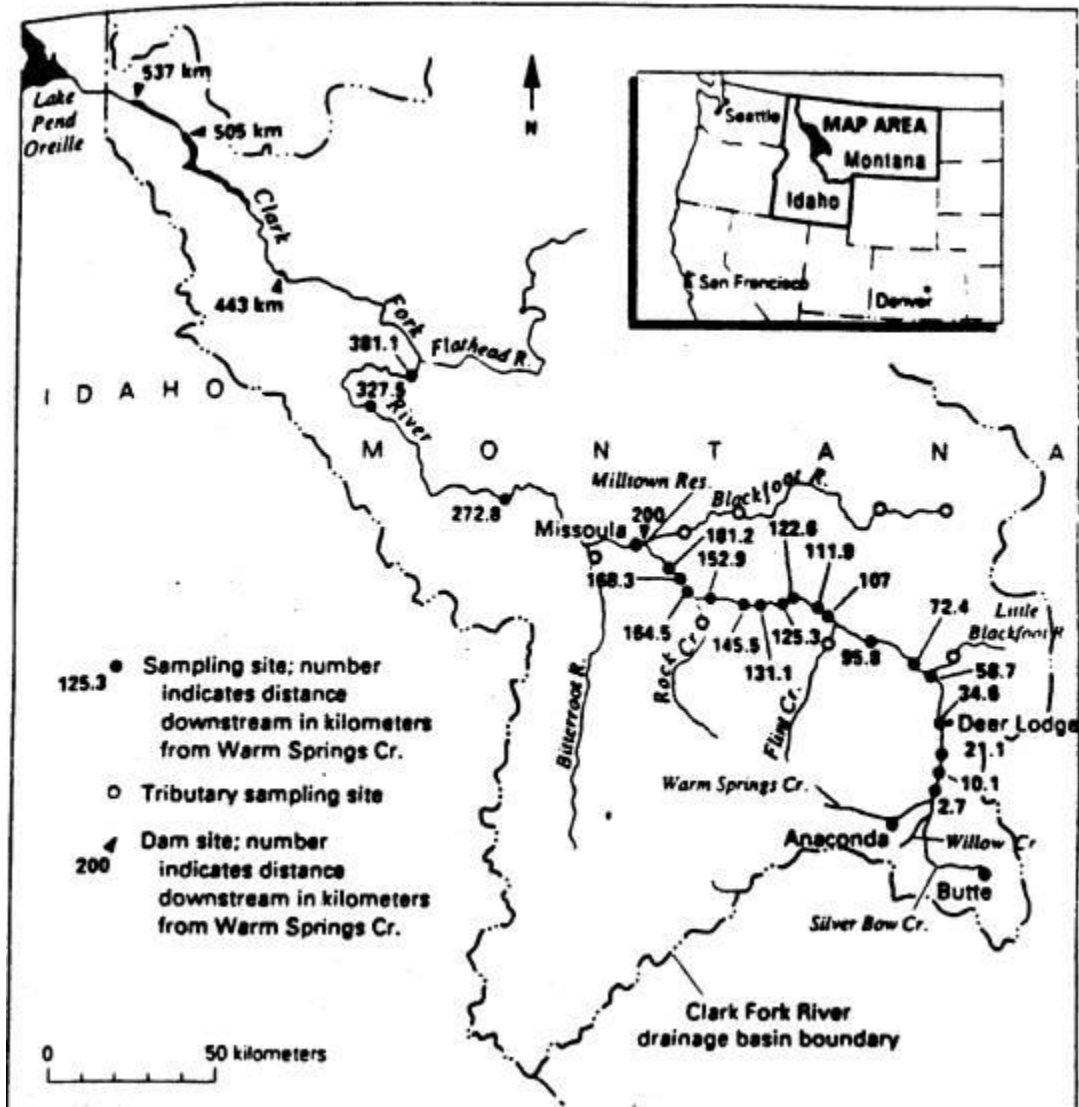 537 km
Lake
Pend
Oreille
505 km
N
Clark
443 km
Fork
381.1
Flathead R.
327.5
River
IDAHO
MONTANA
Seattle
MAP AREA
Montana
Idaho
San Francisco
Denver
272.8
Milltown Res.
Blackfoot R.
Missoula
200
181.2
122.6
168.3
152.9
111.9
107
72.4
Little
Blackfoot R
164.5
145.5
131.1
125.3
95.8
58.7
34.6
Deer Lodge
21.1
10.1
2.7
Bitterroot R.
Rock Cr.
Flint Cr.
Warm Springs Cr.
Anaconda
Willow Cr
Butte
Silver Bow Cr.
Clark Fork River
drainage basin boundary
125.3
Sampling site; number
indicates distance
downstream in kilometers
from Warm Springs Cr.
Tributary sampling site
200
Dam site; number
indicates distance
downstream in kilometers
from Warm Springs Cr.
0 50 kilometers